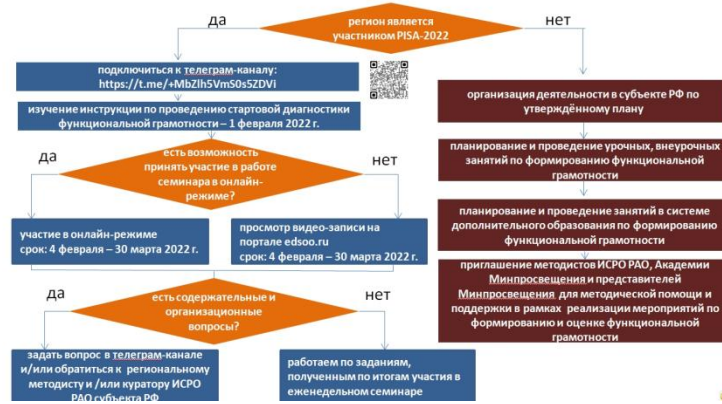 да
регион является
участником PISA-2022
нет
подключиться к телеграм-каналу:
https://t.me/+MbZIh5VmS0s5ZDVi
изучение инструкции по проведению стартовой диагностики
функциональной грамотности – 1 февраля 2022 г.
да
есть возможность
принять участие в работе
семинара в онлайн-
режиме?
нет
участие в онлайн-режиме
срок: 4 февраля – 30 марта 2022 г.
просмотр видео-записи на
портале edsoo.ru
срок: 4 февраля – 30 марта 2022 г.
да
есть содержательные и
организационные
вопросы?
нет
задать вопрос в телеграм-канале
и/или обратиться к региональному
методисту и /или куратору ИСРО
РАО субъекта РФ
работаем по заданиям,
полученным по итогам участия в
еженедельном семинаре
организация деятельности в субъекте РФ по
утверждённому плану
планирование и проведение урочных, внеурочных
занятий по формированию функциональной
грамотности
планирование и проведение занятий в системе
дополнительного образования по формированию
функциональной грамотности
приглашение методистов ИСРО РАО, Академии
Минпросвещения и представителей
Минпросвещения для методической помощи и
поддержки в рамках реализации мероприятий по
формированию и оценке функциональной
грамотности